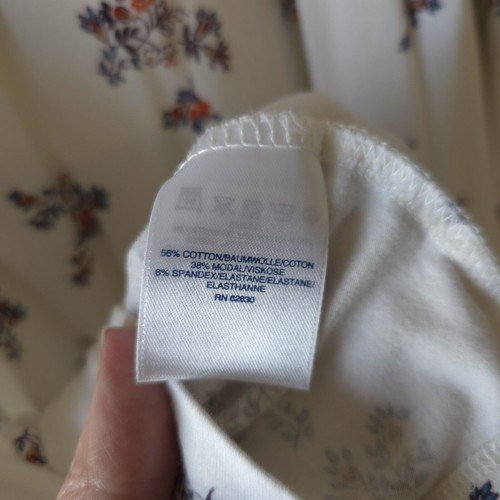 56% COTTON/BAUMWOLLE/COTON
38% MODAL/VISKOSE
6% SPANDEX/ELASTANE/ELASTANE/
ELASTHANNE
RN 62830